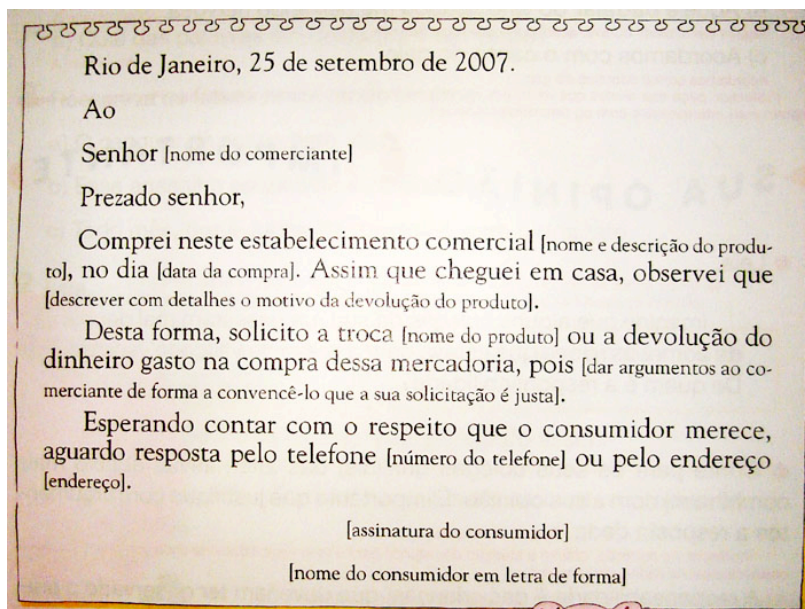 Rio de Janeiro, 25 de setembro de 2007.
Ao
Senhor [nome do comerciante]
Prezado senhor,
Comprei neste estabelecimento comercial [nome e descrição do produ-
to], no dia [data da compra]. Assim que cheguei em casa, observei que
[descrever com detalhes o motivo da devolução do produto].
Desta forma, solicito a troca [nome do produto] ou a devolução do
dinheiro gasto na compra dessa mercadoria, pois [dar argumentos ao co-
merciante de forma a convencê-lo que a sua solicitação é justa].
Esperando contar com o respeito que o consumidor merece,
aguardo resposta pelo telefone [número do telefone] ou pelo endereço
[endereço].
[assinatura do consumidor]
[nome do consumidor em letra de forma]